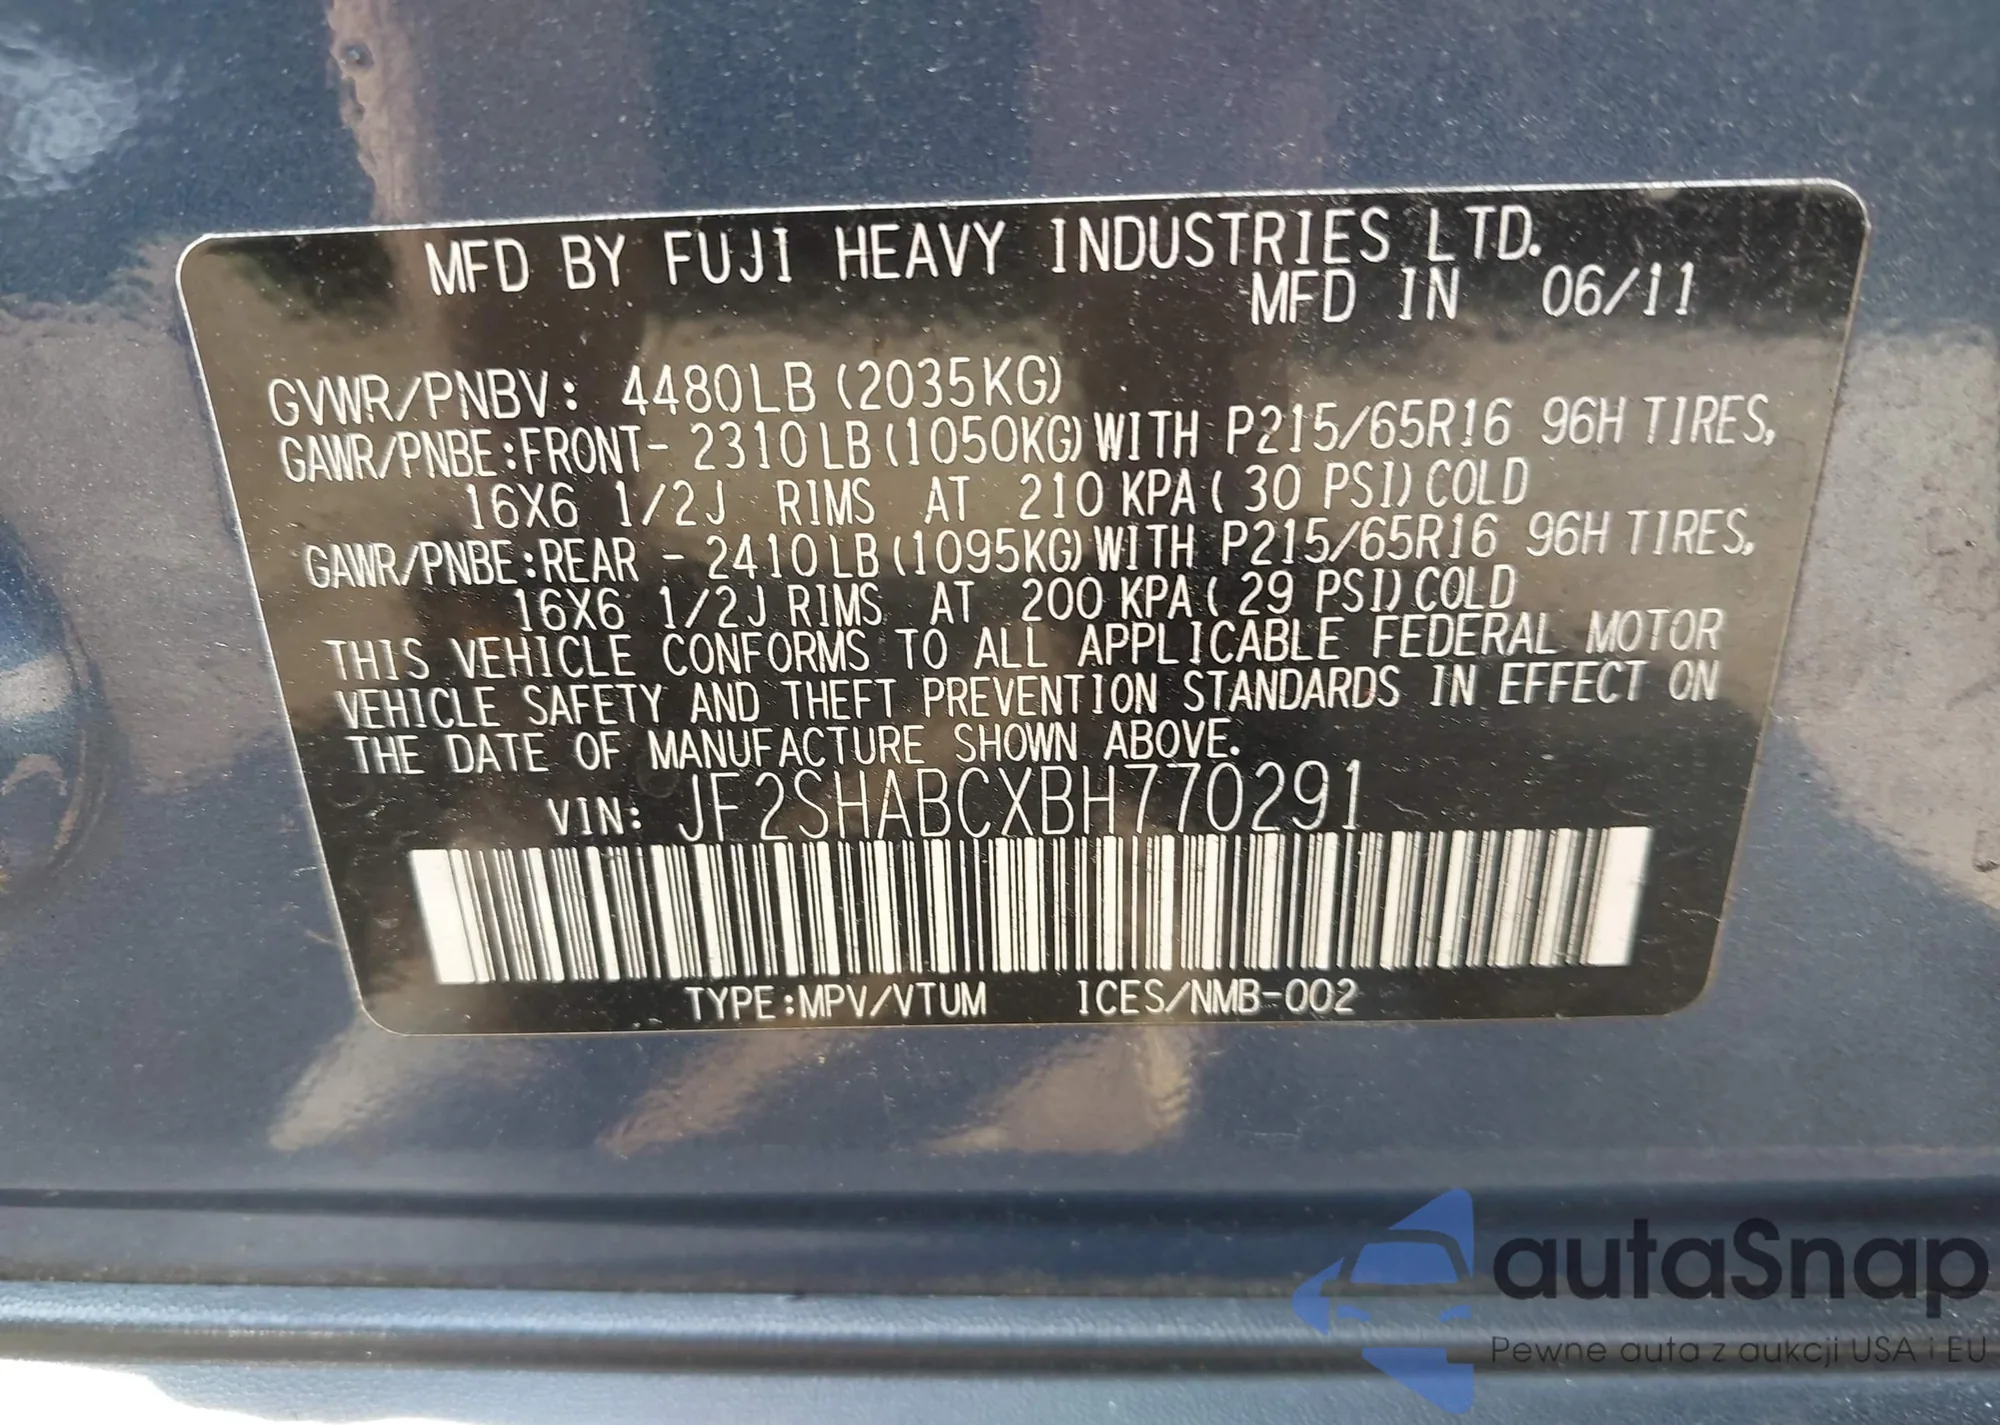 MFD BY FUJI HEAVY INDUSTRIES LTD.
MFD IN 06/11
GVWR/PNBV: 4480LB (2035KG)
GAWR/PNBE:FRONT- 2310LB(1050KG)WITH P215/65R16 96H TIRES,
16X6 1/2J RIMS AT 210 KPA( 30 PSI)COLD
GAWR/PNBE:REAR - 2410LB(1095KG)WITH P215/65R16 96H TIRES,
16X6 1/2J RIMS AT 200 KPA( 29 PSI)COLD
THIS VEHICLE CONFORMS TO ALL APPLICABLE FEDERAL MOTOR
VEHICLE SAFETY AND THEFT PREVENTION STANDARDS IN EFFECT ON
THE DATE OF MANUFACTURE SHOWN ABOVE.
VIN: JF2SHABCXBH770291
TYPE:MPV/VTUM ICES/NMB-002
autaSnap
Pewne auta z aukcji USA i EU